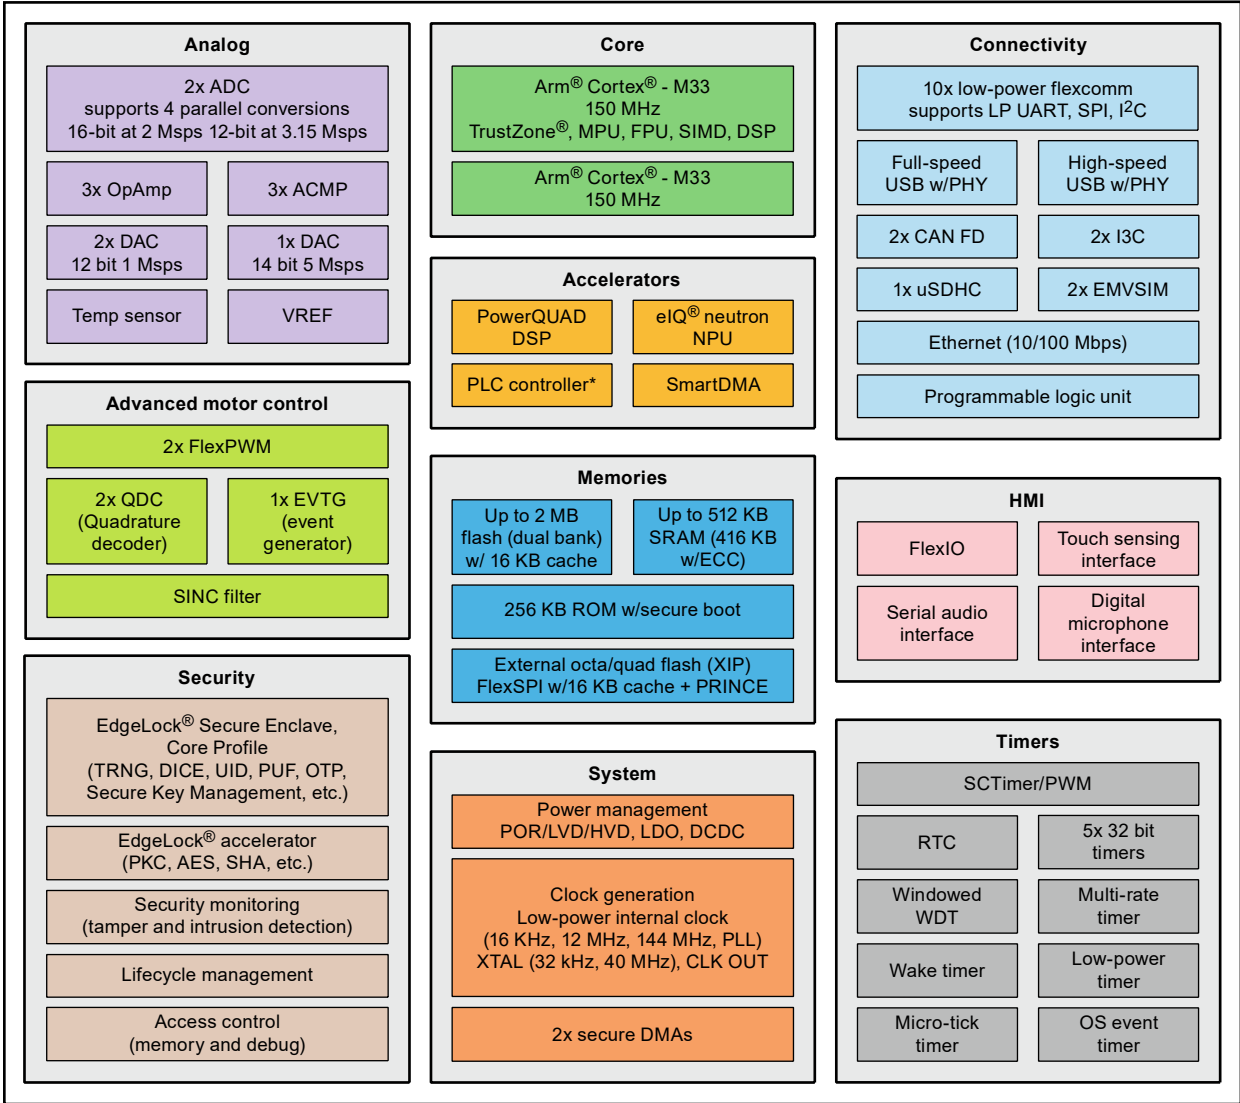 Analog
2x ADC
supports 4 parallel conversions
16-bit at 2 Msps 12-bit at 3.15 Msps
3x OpAmp
3x ACMP
2x DAC
12 bit 1 Msps
1x DAC
14 bit 5 Msps
Temp sensor
VREF
Advanced motor control
2x FlexPWM
2x QDC
(Quadrature
decoder)
1x EVTG
(event
generator)
SINC filter
Security
EdgeLock® Secure Enclave,
Core Profile
(TRNG, DICE, UID, PUF, OTP,
Secure Key Management, etc.)
EdgeLock® accelerator
(PKC, AES, SHA, etc.)
Security monitoring
(tamper and intrusion detection)
Lifecycle management
Access control
(memory and debug)
Core
Arm® Cortex® - M33
150 MHz
TrustZone®, MPU, FPU, SIMD, DSP
Arm® Cortex® - M33
150 MHz
Accelerators
PowerQUAD
DSP
eIQ® neutron
NPU
PLC controller*
SmartDMA
Memories
Up to 2 MB
flash (dual bank)
w/ 16 KB cache
Up to 512 KB
SRAM (416 KB
w/ECC)
256 KB ROM w/secure boot
External octa/quad flash (XIP)
FlexSPI w/16 KB cache + PRINCE
System
Power management
POR/LVD/HVD, LDO, DCDC
Clock generation
Low-power internal clock
(16 KHz, 12 MHz, 144 MHz, PLL)
XTAL (32 kHz, 40 MHz), CLK OUT
2x secure DMAs
Connectivity
10x low-power flexcomm
supports LP UART, SPI, I²C
Full-speed
USB w/PHY
High-speed
USB w/PHY
2x CAN FD
2x I3C
1x uSDHC
2x EMVSIM
Ethernet (10/100 Mbps)
Programmable logic unit
HMI
FlexIO
Touch sensing
interface
Serial audio
interface
Digital
microphone
interface
Timers
SCTimer/PWM
RTC
5x 32 bit
timers
Windowed
WDT
Multi-rate
timer
Wake timer
Low-power
timer
Micro-tick
timer
OS event
timer